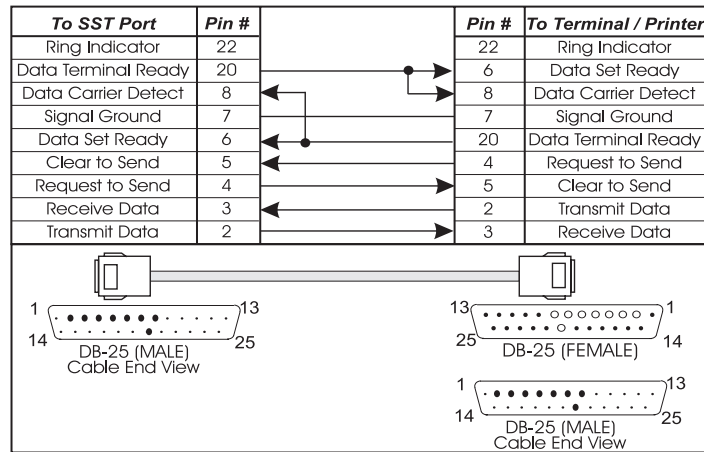 To SST Port Pin # Pin # To Terminal / Printer
Ring Indicator 22 22 Ring Indicator
Data Terminal Ready 20 6 Data Set Ready
Data Carrier Detect 8 8 Data Carrier Detect
Signal Ground 7 7 Signal Ground
Data Set Ready 6 20 Data Terminal Ready
Clear to Send 5 4 Request to Send
Request to Send 4 5 Clear to Send
Receive Data 3 2 Transmit Data
Transmit Data 2 3 Receive Data
1 13
14 25
DB-25 (MALE)
Cable End View
13 1
25 14
DB-25 (FEMALE)
1 13
14 25
DB-25 (MALE)
Cable End View